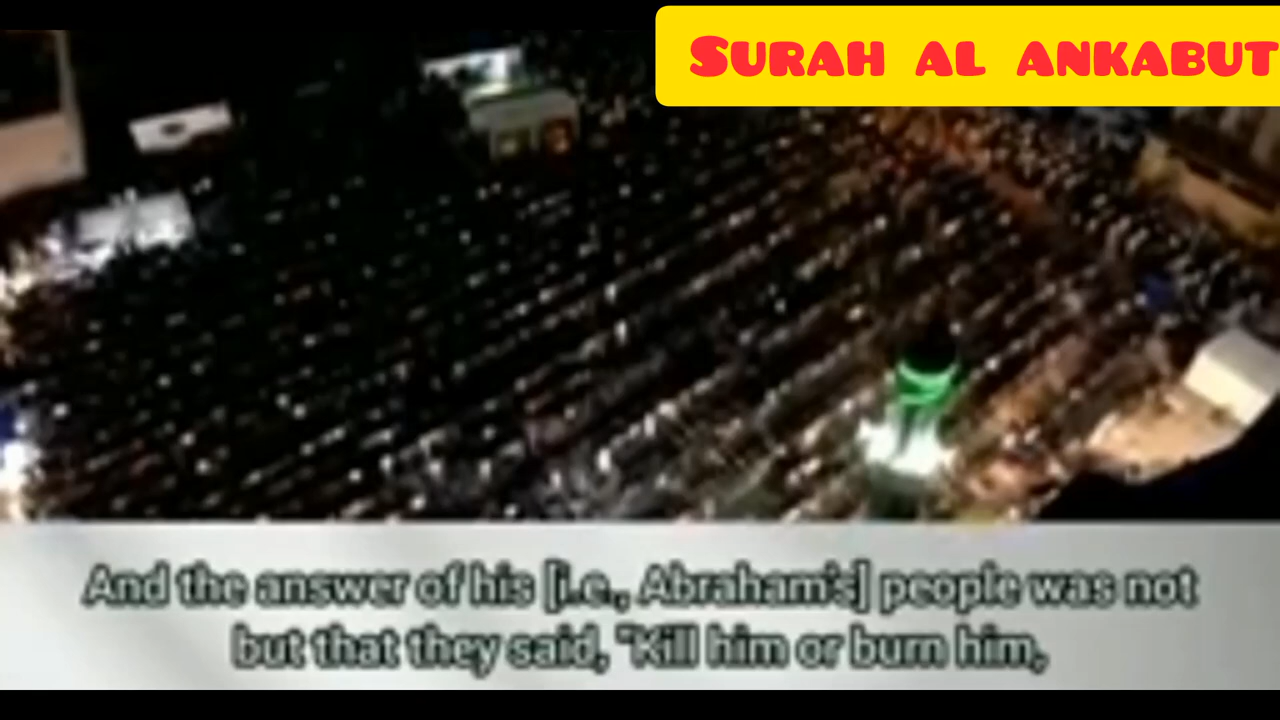 SURAH AL ANKABUT
And the answer of his [i.e., Abraham's] people was not
but that they said, "Kill him or burn him,